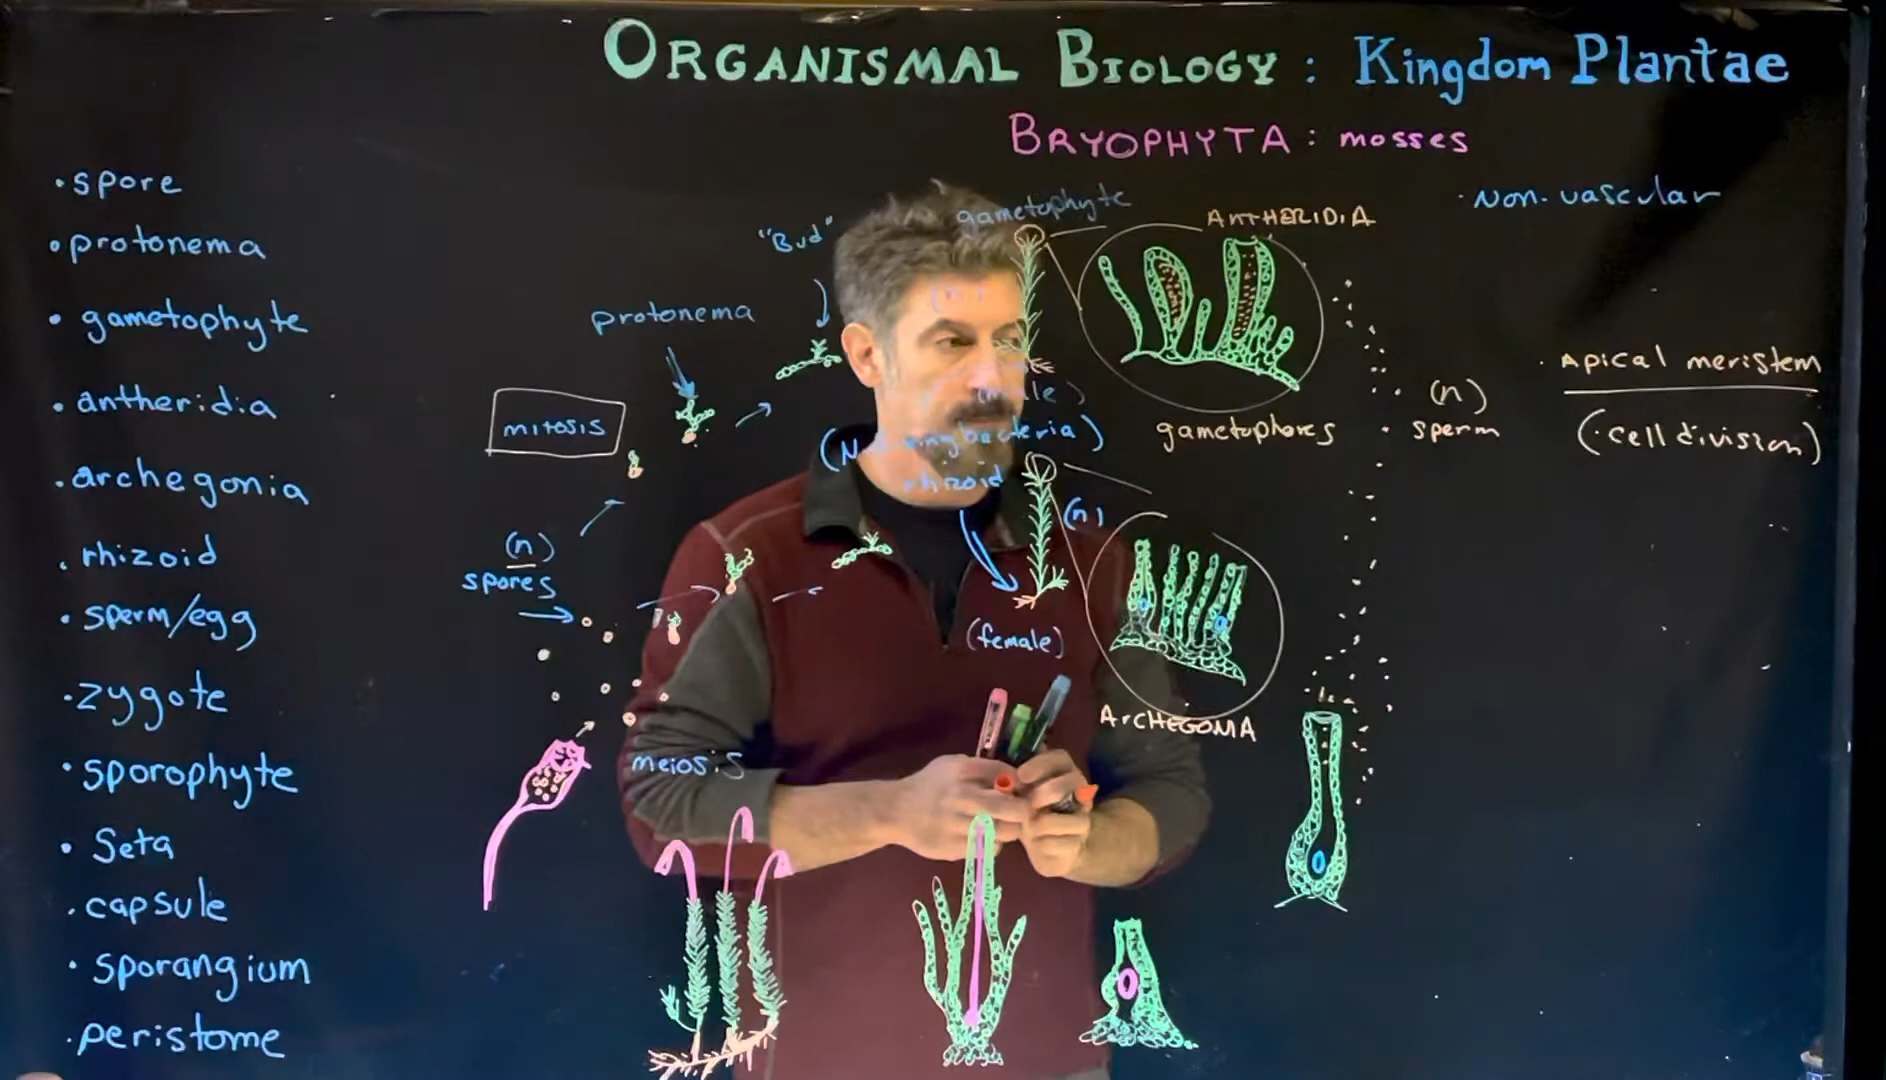 ORGANISMAL BIOLOGY : Kingdom Plantae
BRYOPHYTA : mosses
• spore
• protonema
• gametophyte
• antheridia
• archegonia
• rhizoid
• sperm/egg
• zygote
• sporophyte
• Seta
• capsule
• sporangium
• peristome
"Bud"
gametophyte
(n)
protonema
mitosis
bacteria)
rhizoid
(n)
spores
(n)
(female)
meiosis
ANTHERIDIA
gametophores
ArCHEGONIA
(n)
sperm
· Non-vascular
· Apical meristem
(· cell division)